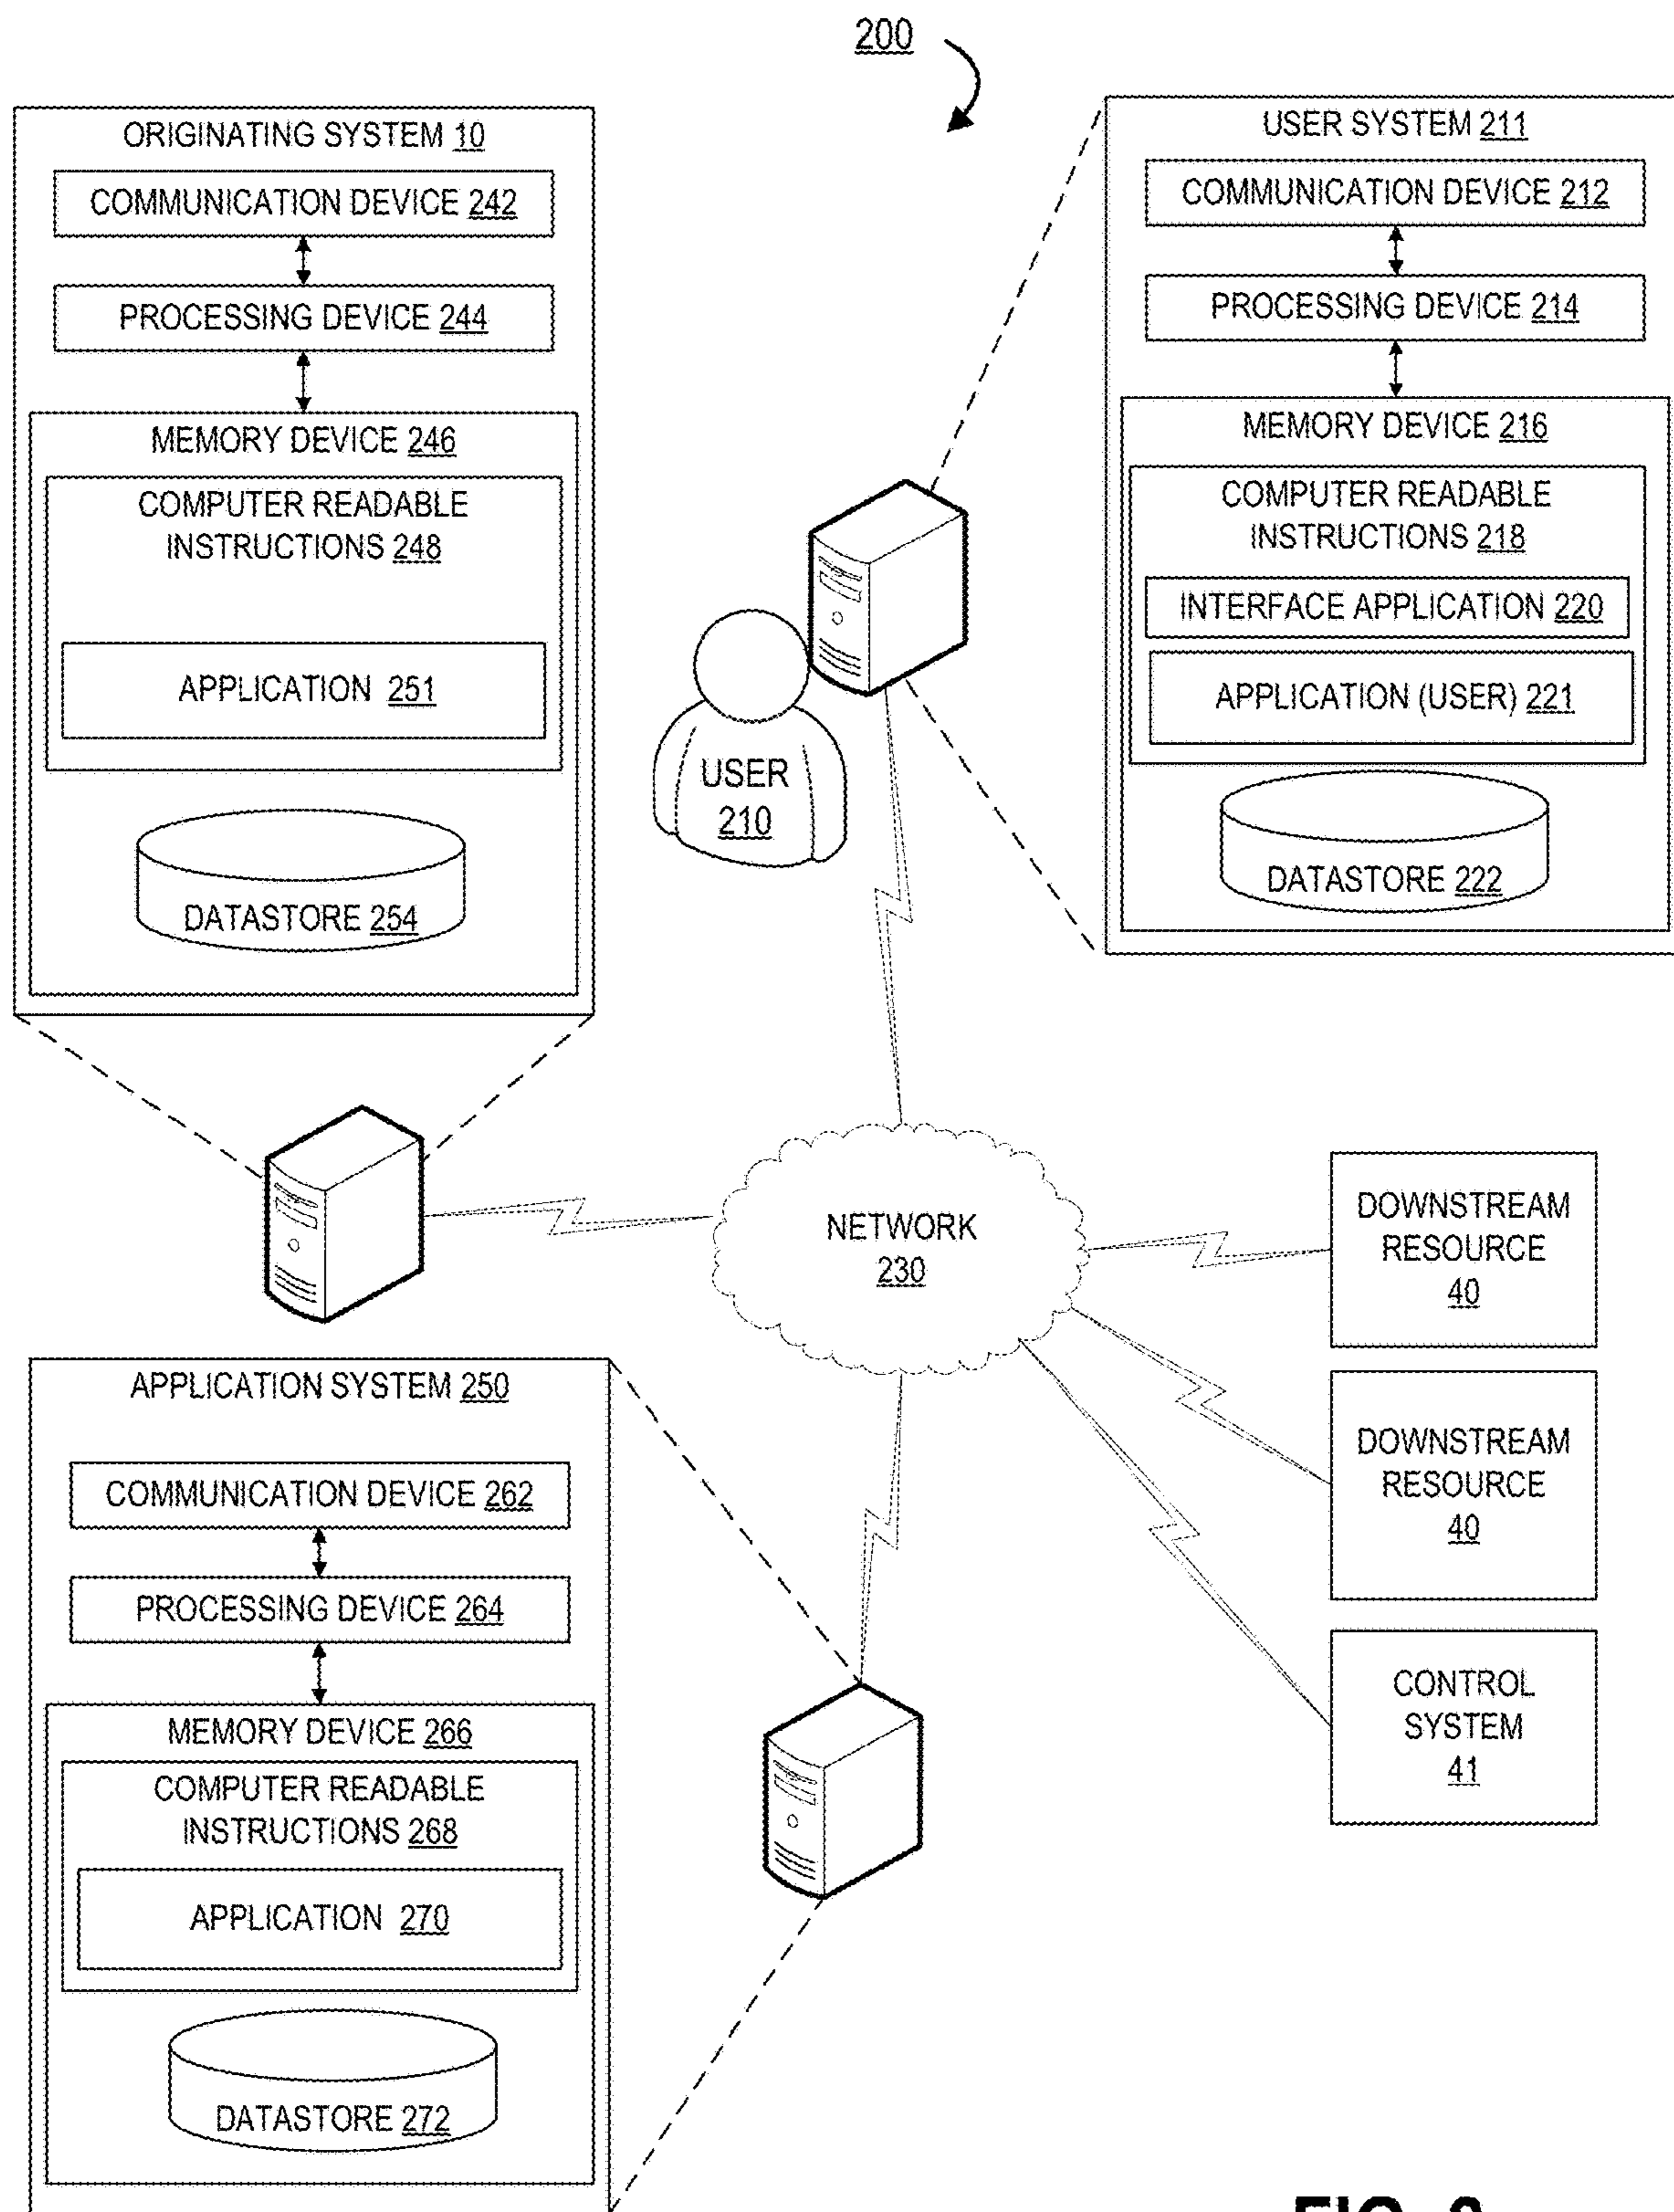 200
ORIGINATING SYSTEM 10
COMMUNICATION DEVICE 242
PROCESSING DEVICE 244
MEMORY DEVICE 246
COMPUTER READABLE
INSTRUCTIONS 248
APPLICATION 251
DATASTORE 254
USER SYSTEM 211
COMMUNICATION DEVICE 212
PROCESSING DEVICE 214
MEMORY DEVICE 216
COMPUTER READABLE
INSTRUCTIONS 218
INTERFACE APPLICATION 220
APPLICATION (USER) 221
DATASTORE 222
USER
210
NETWORK
230
DOWNSTREAM
RESOURCE
40
DOWNSTREAM
RESOURCE
40
CONTROL
SYSTEM
41
APPLICATION SYSTEM 250
COMMUNICATION DEVICE 262
PROCESSING DEVICE 264
MEMORY DEVICE 266
COMPUTER READABLE
INSTRUCTIONS 268
APPLICATION 270
DATASTORE 272
FIG.